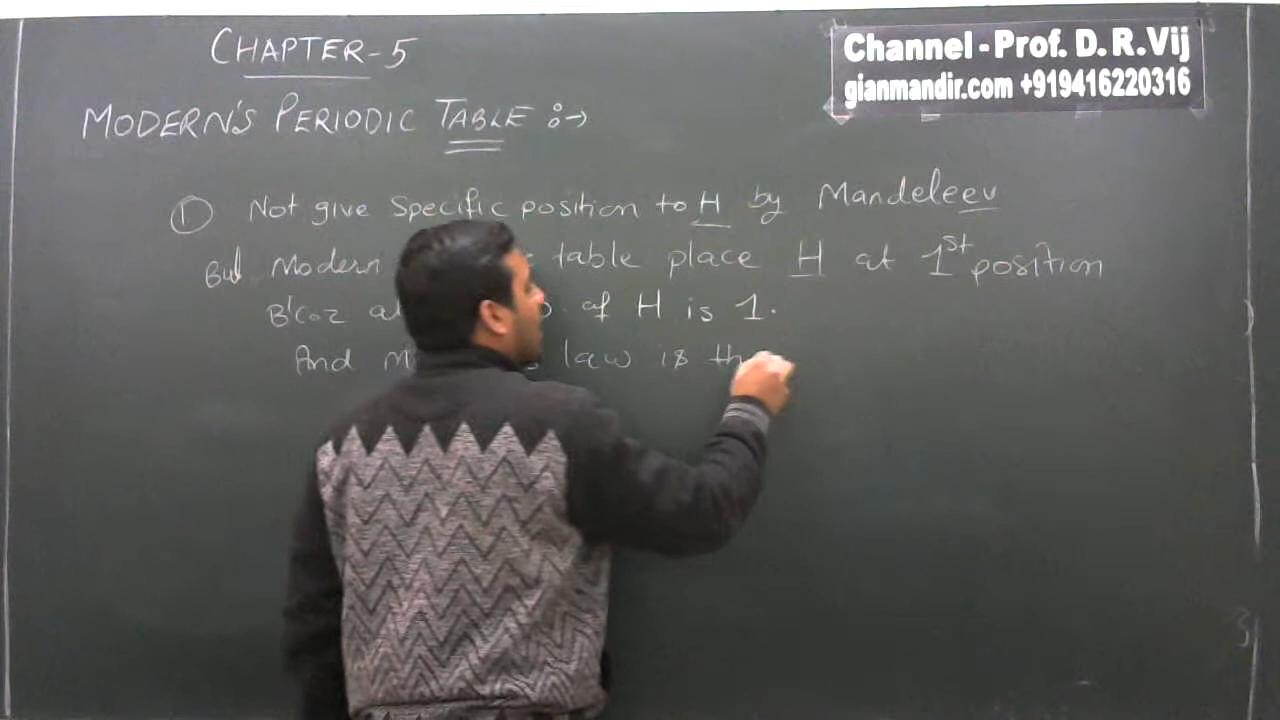 CHAPTER-5
Channel - Prof. D. R. Vij
gianmandir.com +919416220316
MODERN'S PERIODIC TABLE :→
① Not give specific position to H by Mandeleev
But Modern table place H at 1st position
B'Coz of H is 1.
And law is